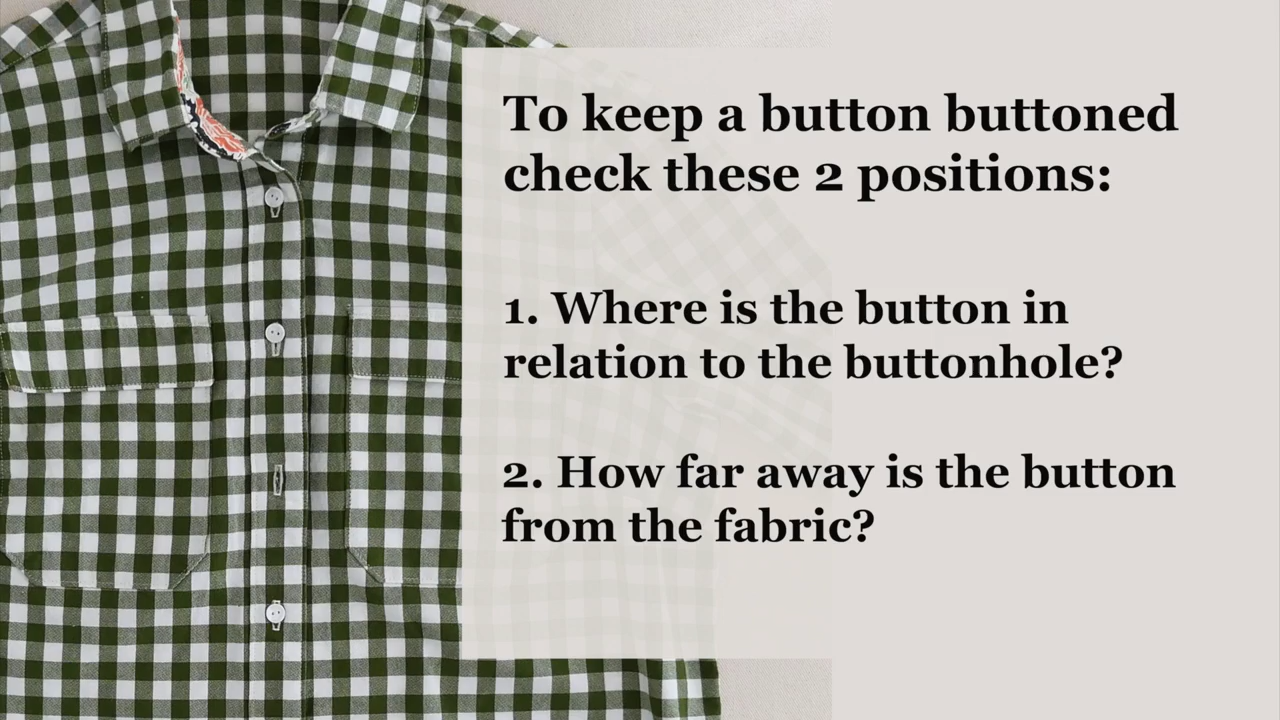 To keep a button buttoned
check these 2 positions:
1. Where is the button in
relation to the buttonhole?
2. How far away is the button
from the fabric?